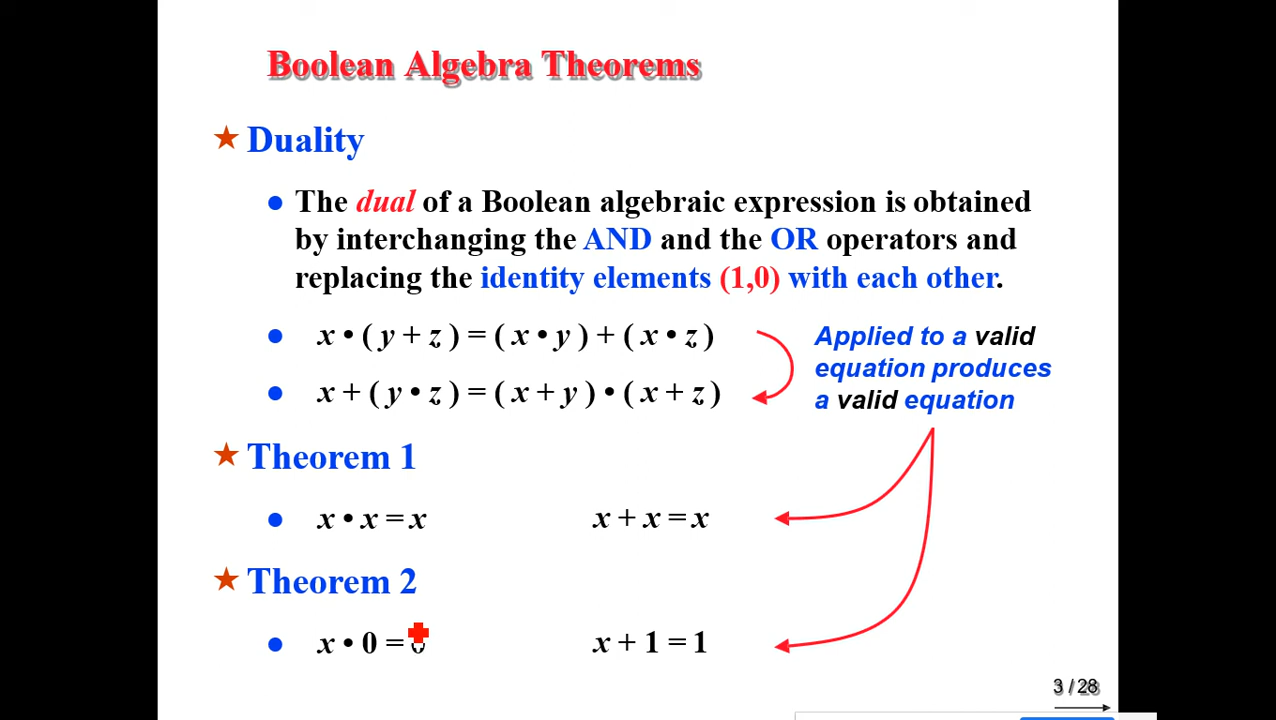 Boolean Algebra Theorems
★ Duality
● The dual of a Boolean algebraic expression is obtained
by interchanging the AND and the OR operators and
replacing the identity elements (1,0) with each other.
● x • ( y + z ) = ( x • y ) + ( x • z )
● x + ( y • z ) = ( x + y ) • ( x + z )
Applied to a valid
equation produces
a valid equation
★ Theorem 1
● x • x = x x + x = x
★ Theorem 2
● x • 0 = x + 1 = 1
3 / 28